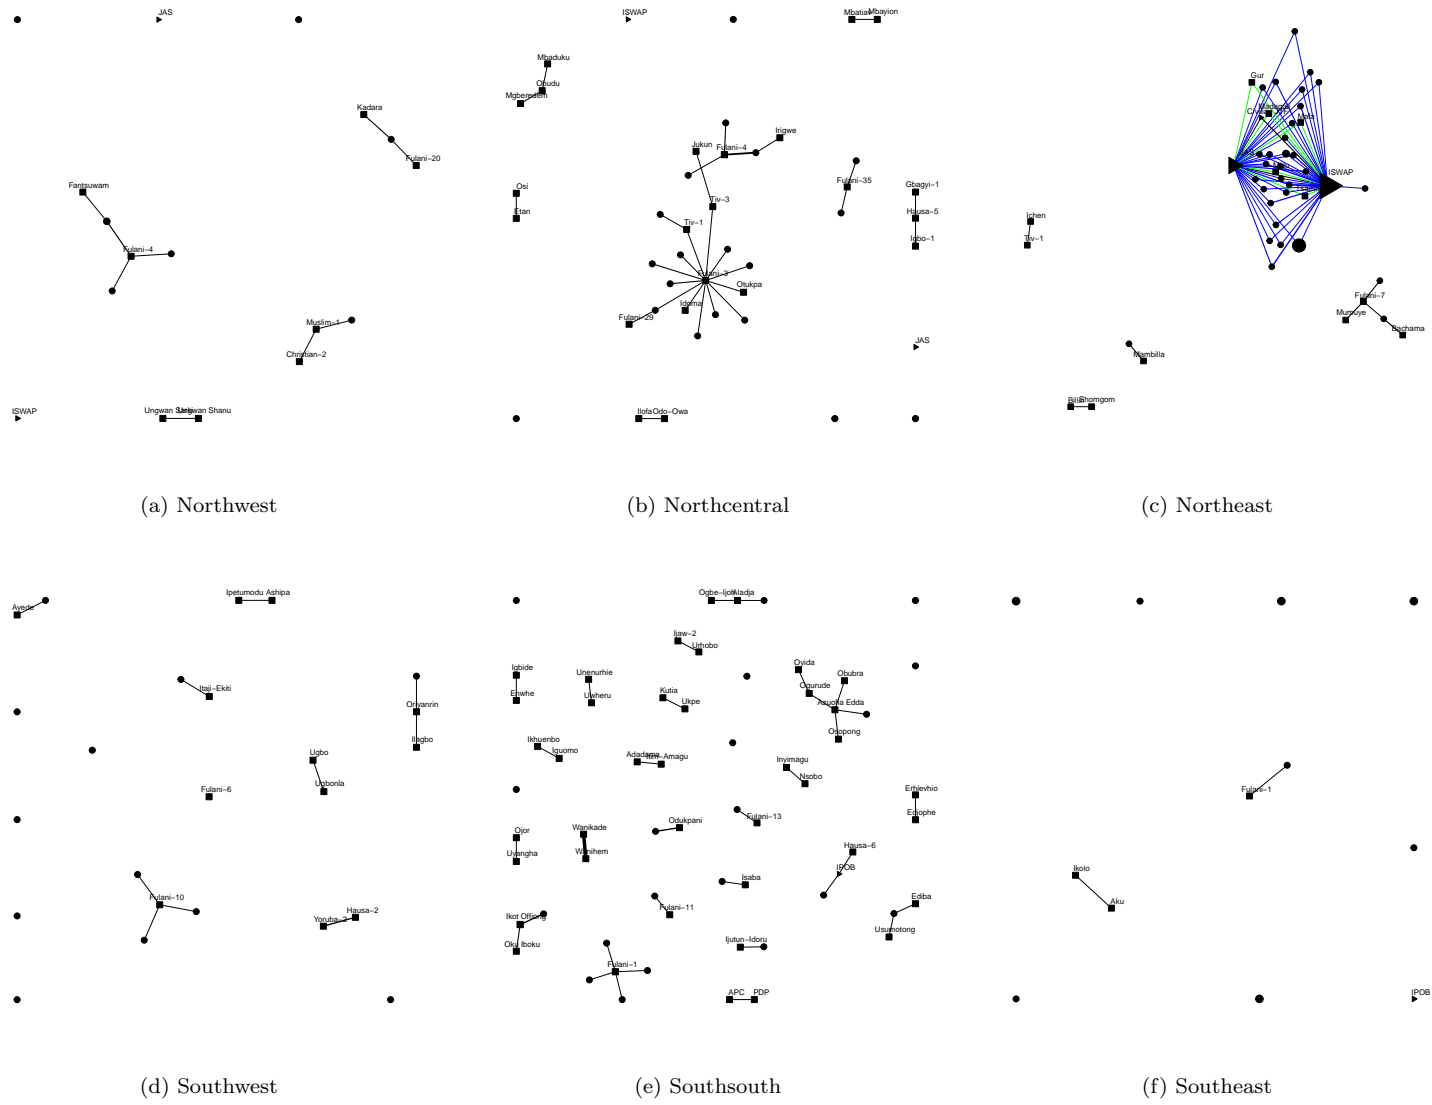 JAS
Kadara
Fulani−20
Fantsuwam
Fulani−4
Muslim−1
Christian−2
ISWAP
Ungwan Shanu
(a) Northwest
ISWAP
Mbayion
Mbaduku
Obudu
Mgberedem
Irigwe
Jukun
Fulani−4
Fulani−35
Osi
Etan
Tiv−3
Tiv−1
Gbagyi−1
Hausa−5
Igbo−1
Fulani−3
Otukpa
Idoma
Fulani−29
JAS
Ilofa
Odo−Owa
(b) Northcentral
Gur
Mafa
ISWAP
Ichen
Tiv−1
Fulani−7
Mumuye
Bachama
Mambilla
Shomgom
(c) Northeast
Ayede
Ipetumodu
Ashipa
Itaji−Ekiti
Oriyanrin
Ilagbo
Ugbo
Ugbonla
Fulani−6
Fulani−10
Yoruba−2
Hausa−2
(d) Southwest
Ogbe−Ijoh
Aladja
Ijaw−2
Urhobo
Igbide
Enwhe
Unenurhie
Uwheru
Kutia
Ukpe
Oyida
Ogurude
Obubra
Azuofia Edda
Osopong
Ikhuenbo
Iguomo
Adadama
Inyimagu
Nsobo
Erhievhio
Ediophe
Fulani−13
Odukpani
Ojor
Uyangha
Wanikade
Wanihem
Hausa−6
IPOB
Isaba
Fulani−11
Ediba
Usumotong
Ikot Offiong
Oku Iboku
Ijutun−Idoru
Fulani−1
APC
PDP
(e) Southsouth
Fulani−1
Ikolo
Aku
IPOB
(f) Southeast